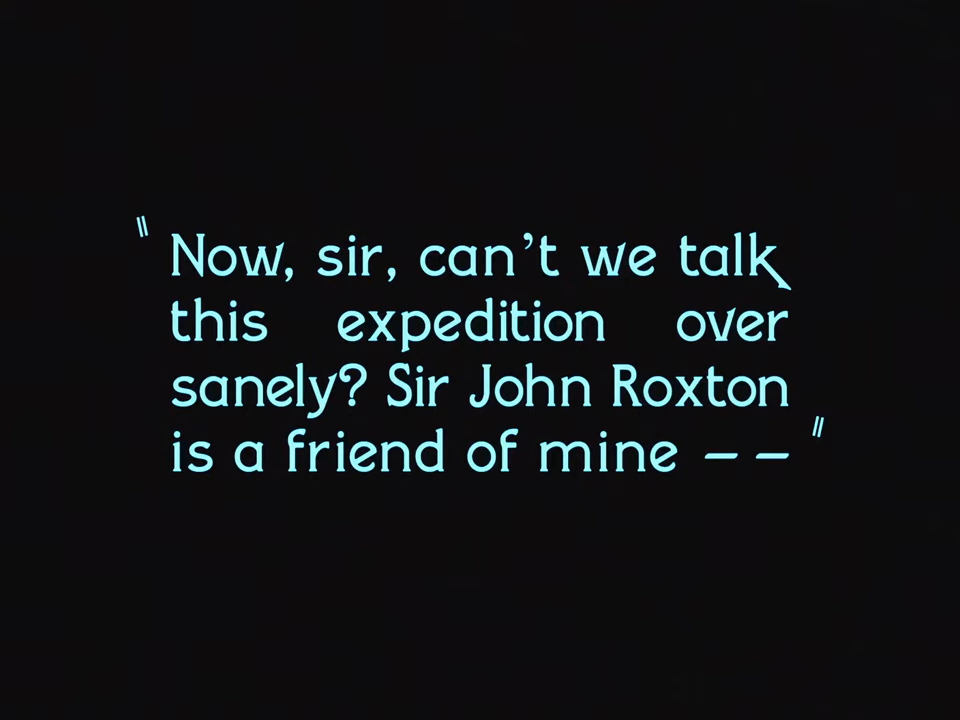 "Now, sir, can't we talk
this expedition over
sanely? Sir John Roxton
is a friend of mine — —"